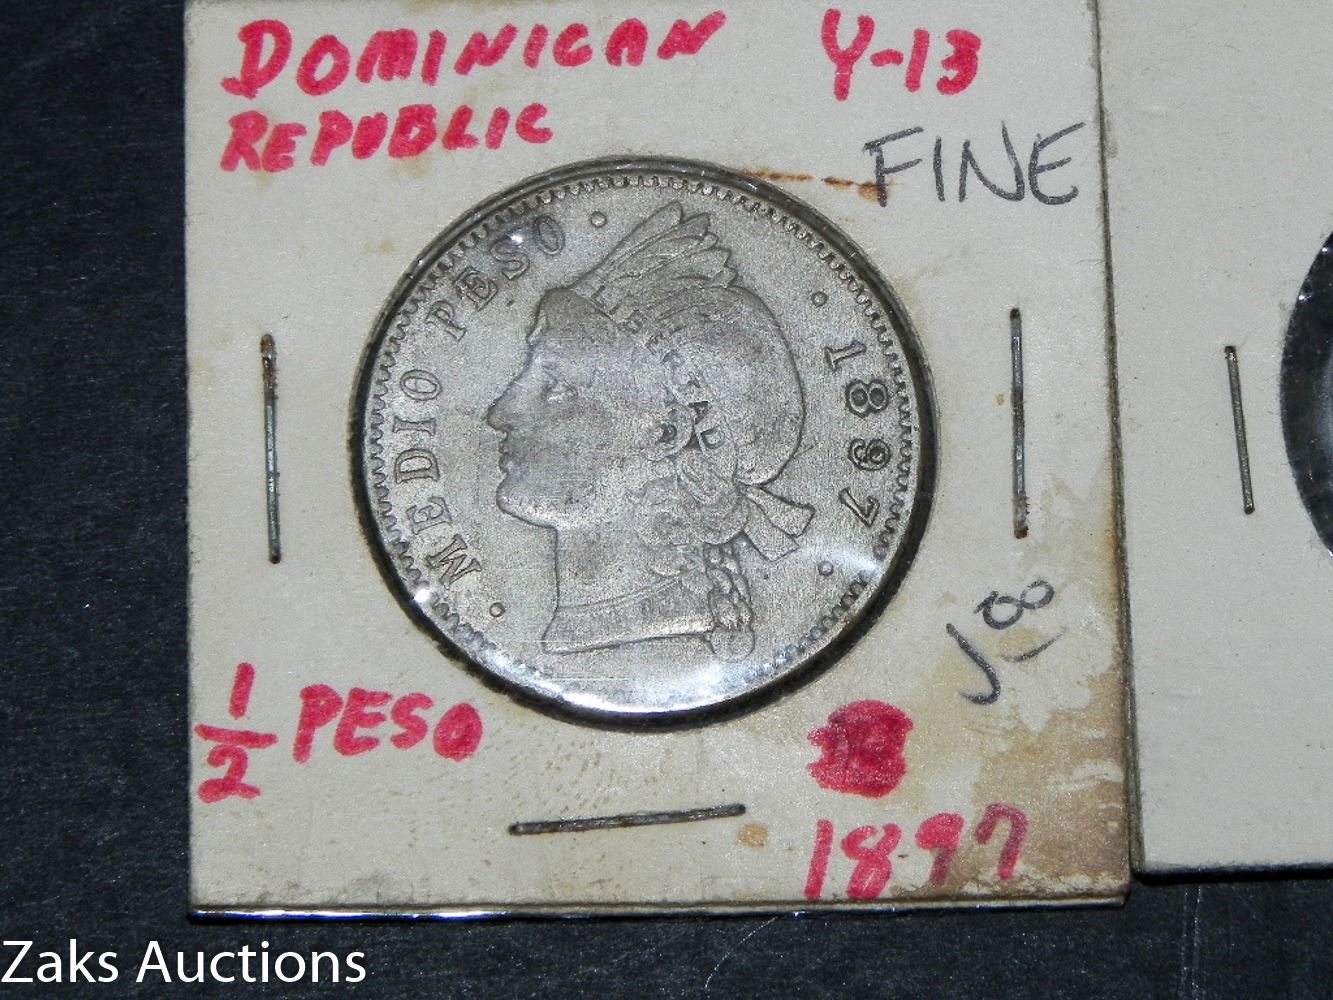 DOMINICAN Y-13
REPUBLIC
FINE
MEDIO PESO
1897
LIBERTAD
1/2 PESO
1897
Zaks Auctions